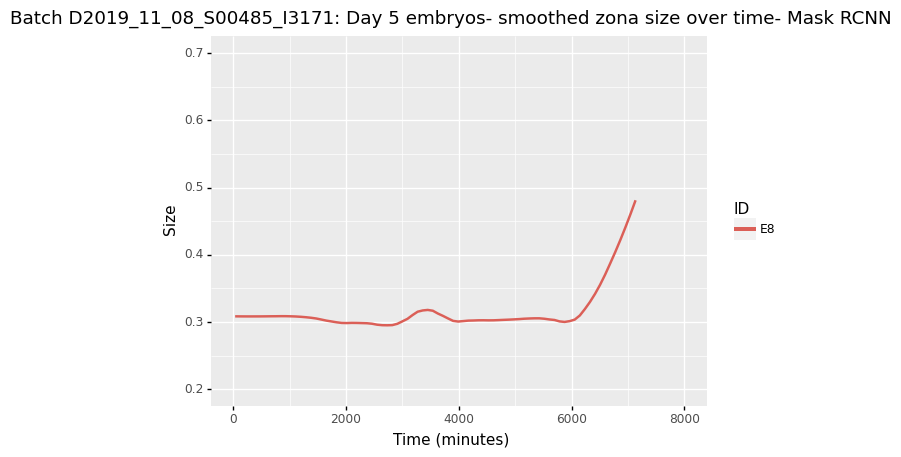 Batch D2019_11_08_S00485_I3171: Day 5 embryos- smoothed zona size over time- Mask RCNN
0.7
0.6
0.5
0.4
0.3
0.2
Size
0
2000
4000
6000
8000
Time (minutes)
ID
E8